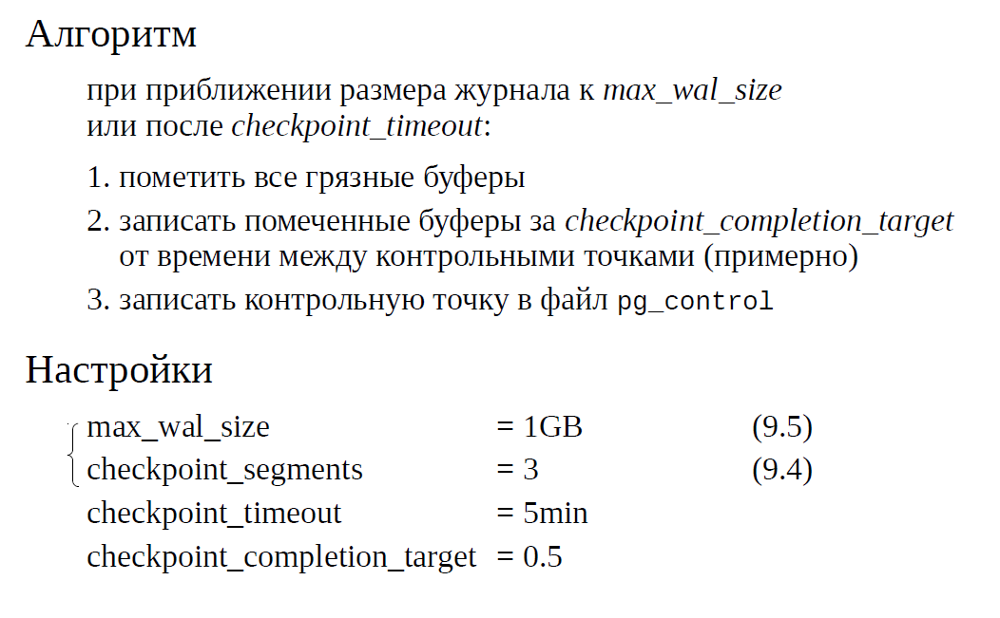 Алгоритм
при приближении размера журнала к max_wal_size
или после checkpoint_timeout:
1. пометить все грязные буферы
2. записать помеченные буферы за checkpoint_completion_target
от времени между контрольными точками (примерно)
3. записать контрольную точку в файл pg_control
Настройки
max_wal_size = 1GB (9.5)
checkpoint_segments = 3 (9.4)
checkpoint_timeout = 5min
checkpoint_completion_target = 0.5